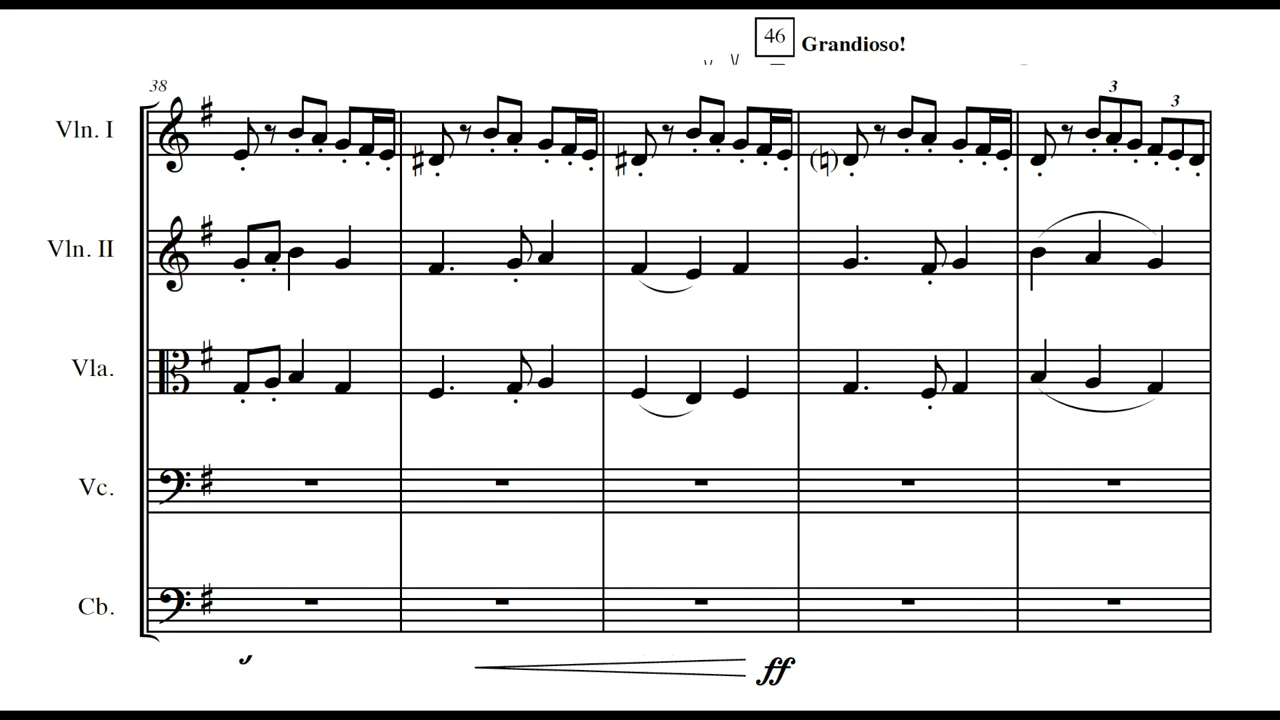 46 Grandioso!
38
3 3
Vln. I
Vln. II
Vla.
Vc.
Cb.
ff